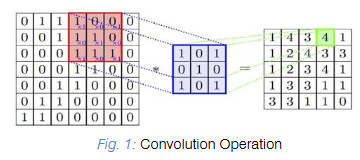 0 1 1 1 0 0 0
0 0 1 1 1 0 0
0 0 0 1 1 1 0
0 0 0 1 1 0 0
0 0 1 1 0 0 0
0 1 1 0 0 0 0
1 1 0 0 0 0 0
*
1 0 1
0 1 0
1 0 1
=
1 4 3 4 1
1 2 4 3 3
1 2 3 4 1
1 3 3 1 1
3 3 1 1 0
Fig. 1: Convolution Operation